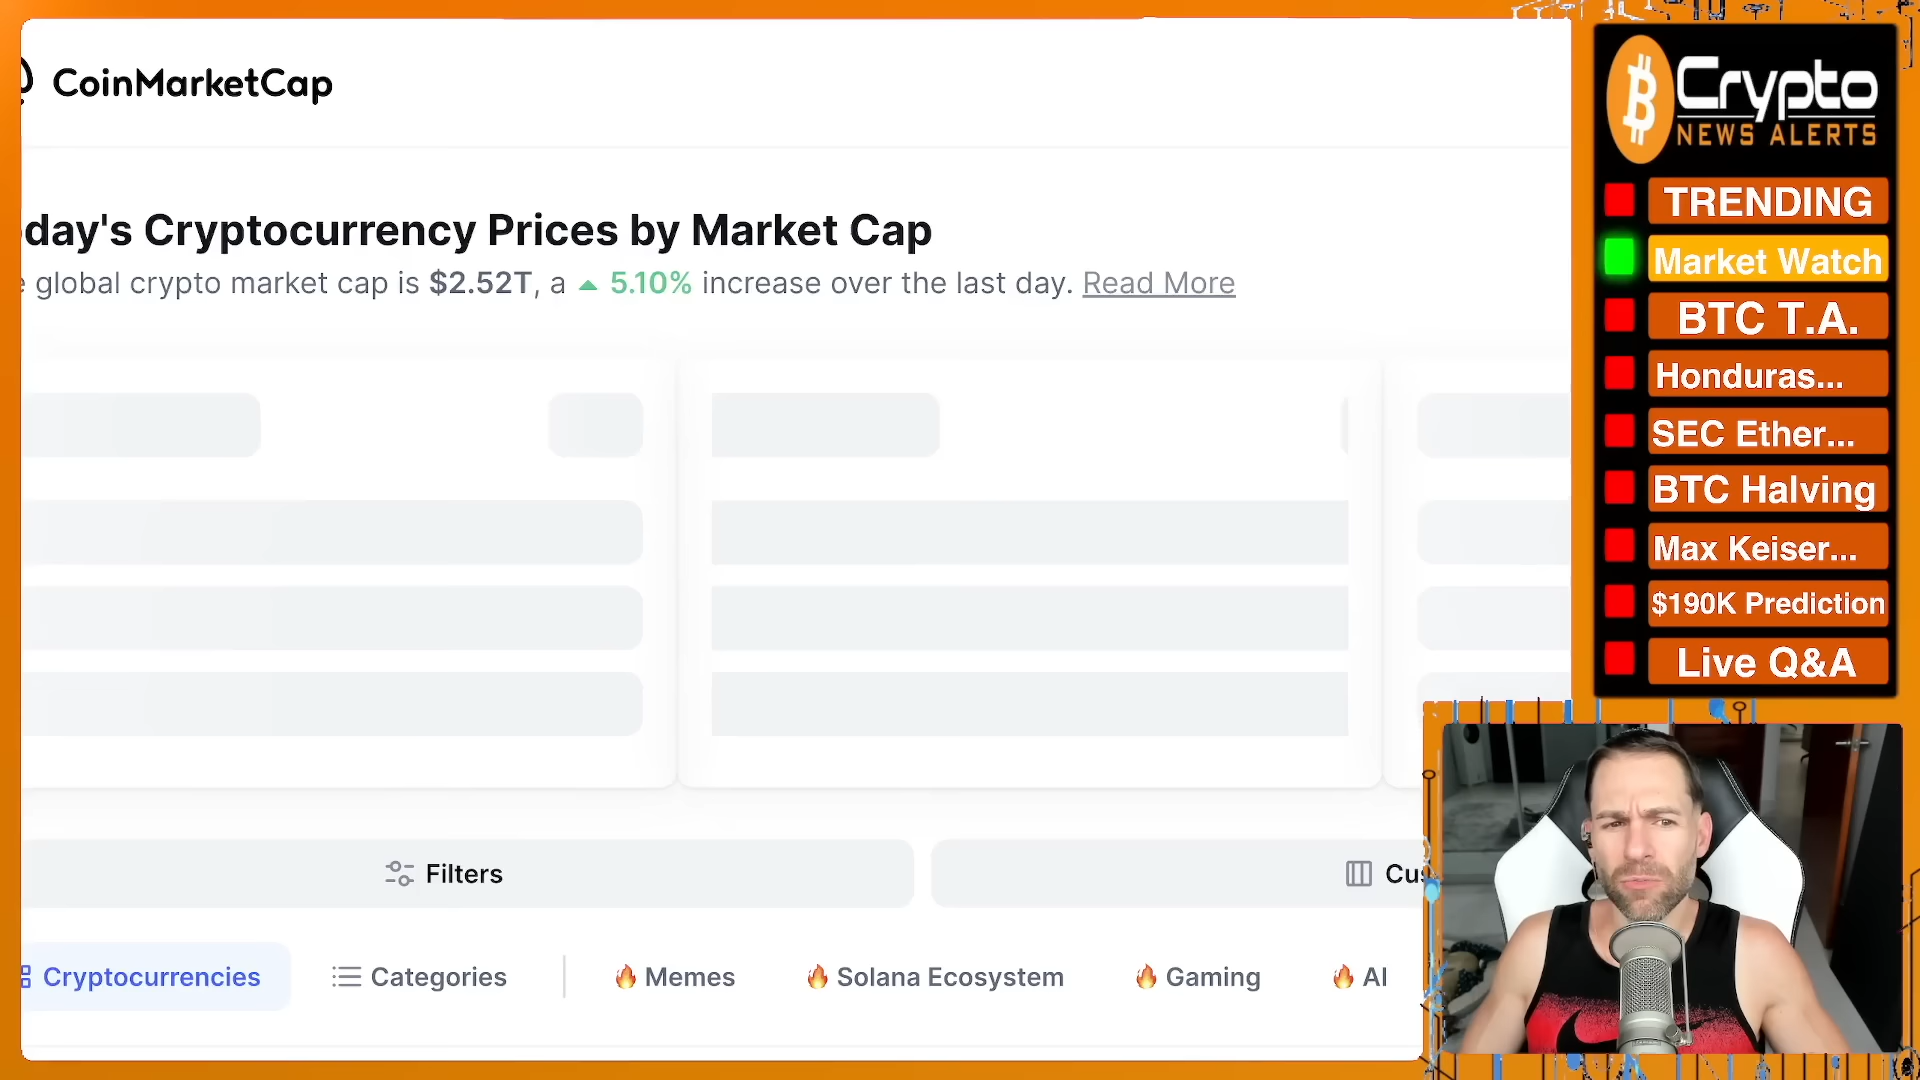 CoinMarketCap
day's Cryptocurrency Prices by Market Cap
global crypto market cap is $2.52T, a 5.10% increase over the last day. Read More
Filters
Cus
Cryptocurrencies
Categories
Memes
Solana Ecosystem
Gaming
AI
Crypto
NEWS ALERTS
TRENDING
Market Watch
BTC T.A.
Honduras...
SEC Ether...
BTC Halving
Max Keiser...
$190K Prediction
Live Q&A